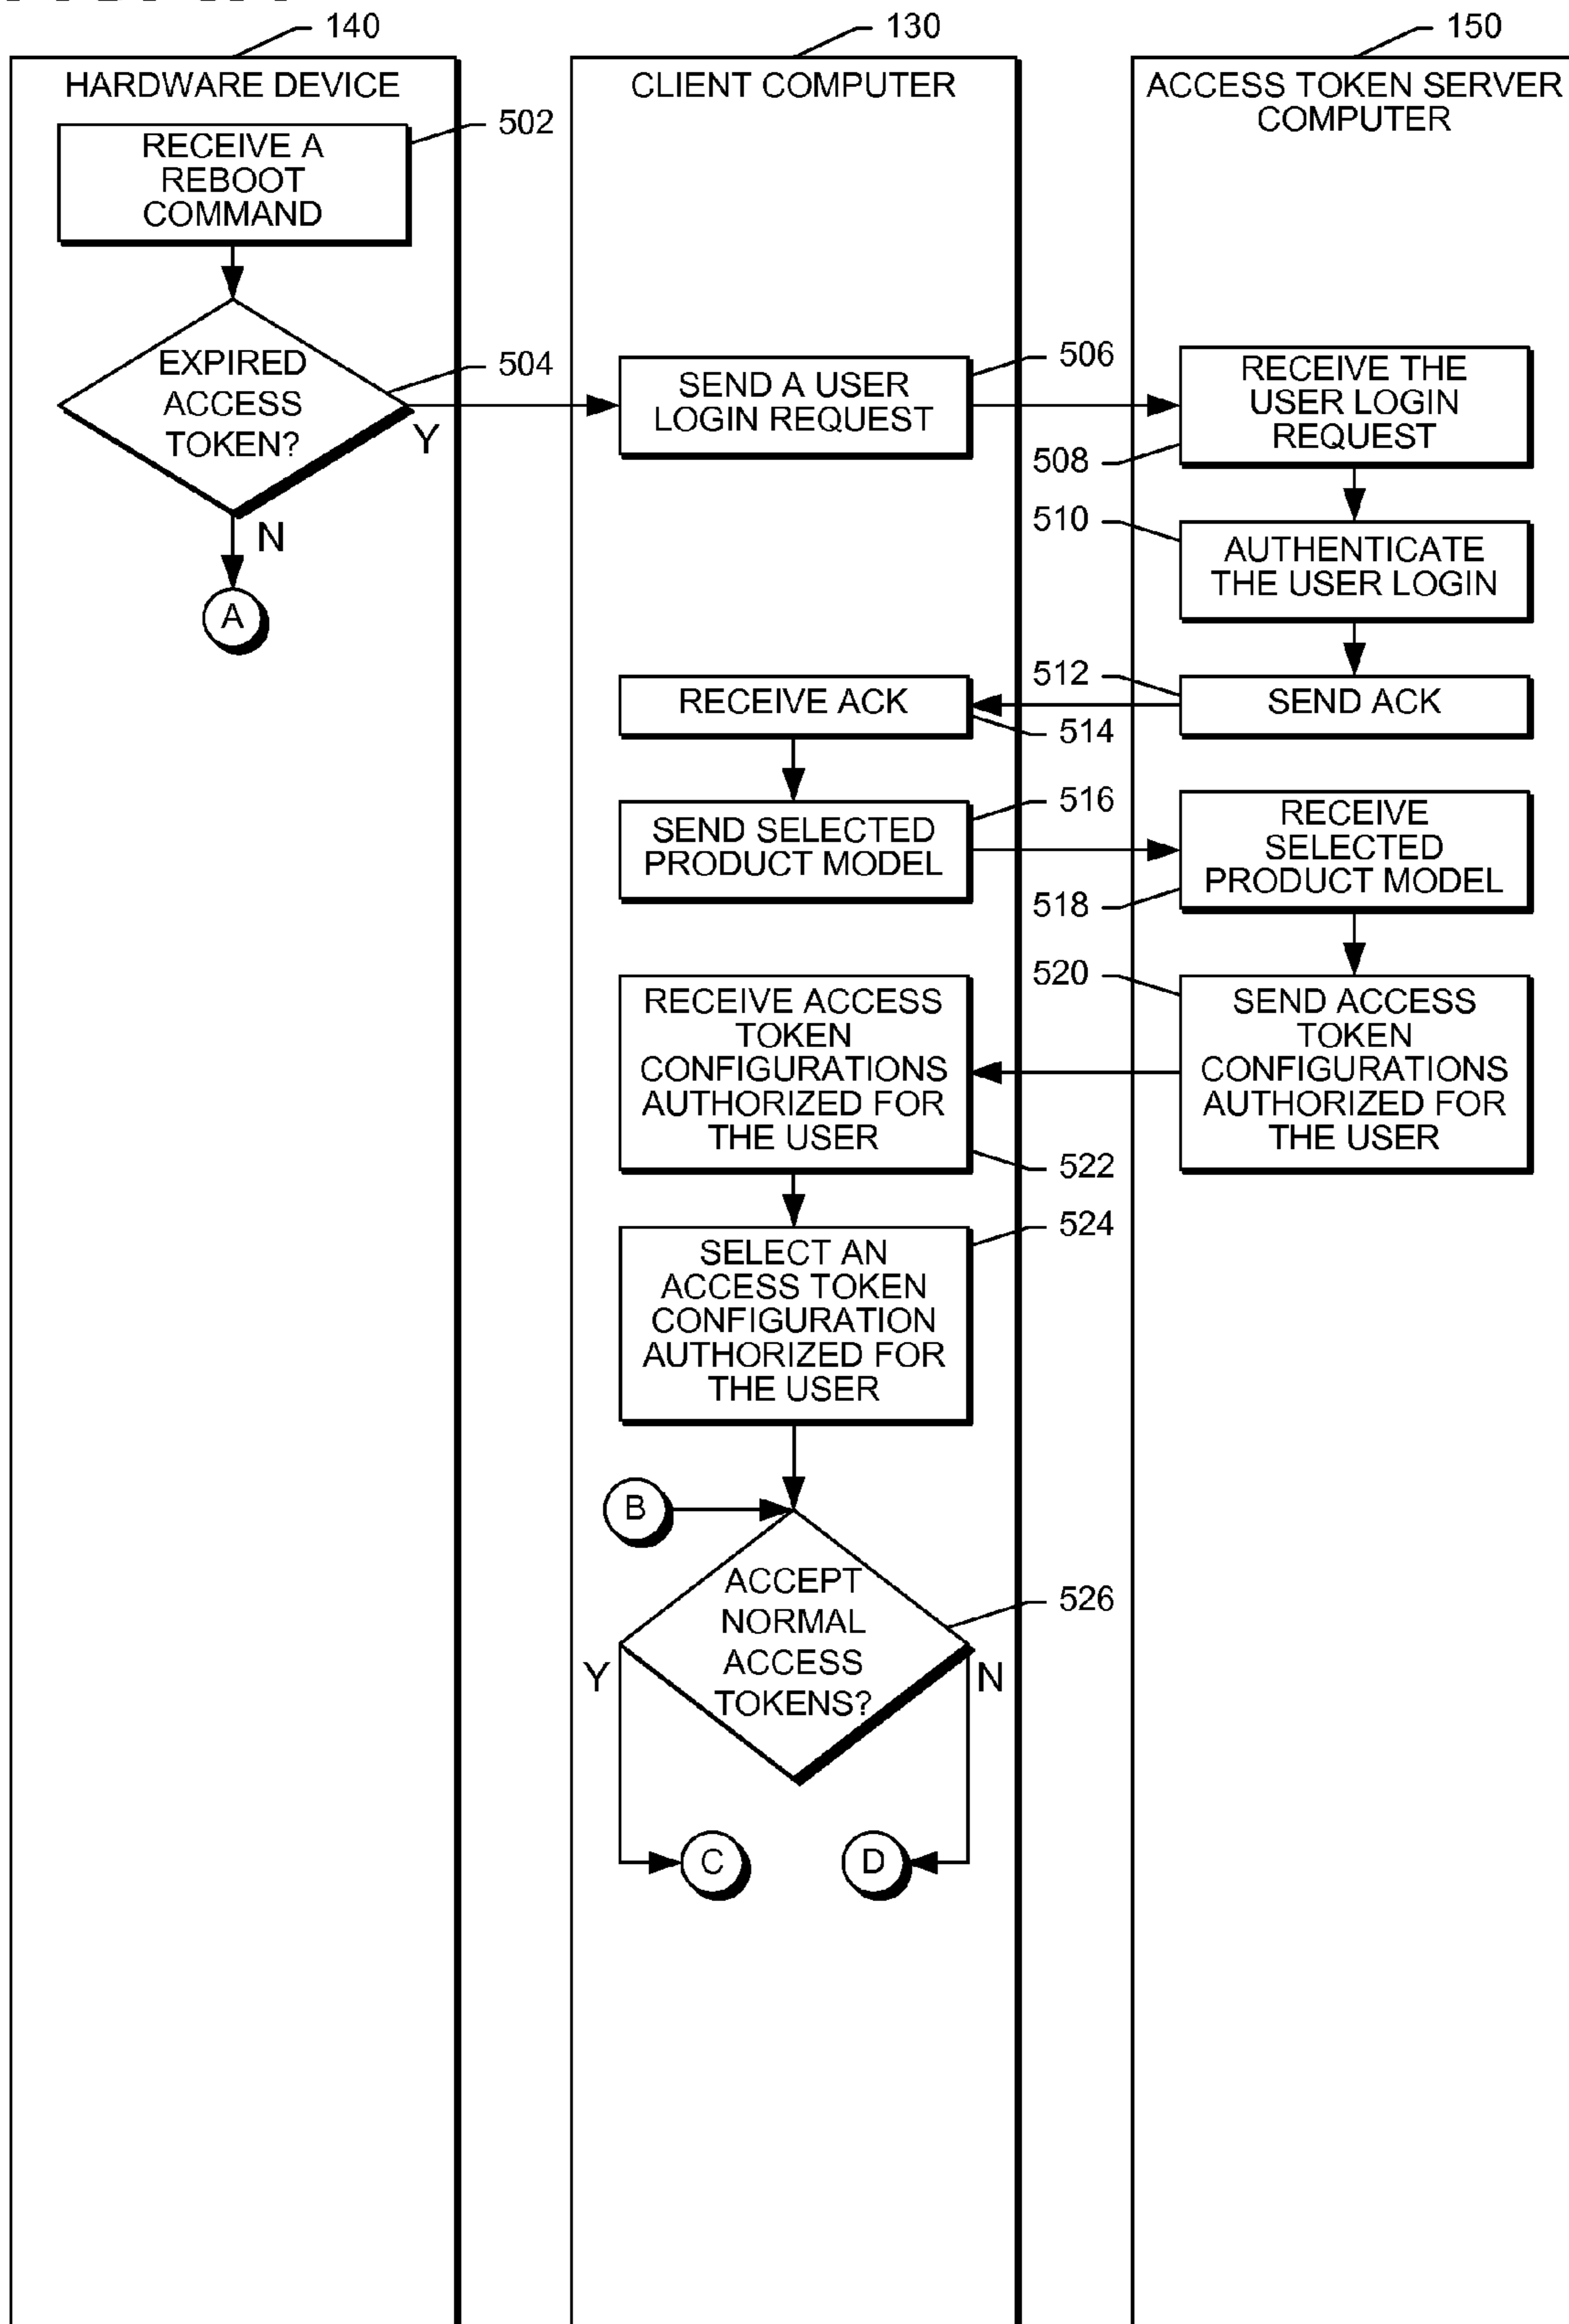 140
130
150
HARDWARE DEVICE
CLIENT COMPUTER
ACCESS TOKEN SERVER
COMPUTER
RECEIVE A
REBOOT
COMMAND
502
EXPIRED
ACCESS
TOKEN?
504
Y
N
A
SEND A USER
LOGIN REQUEST
506
RECEIVE THE
USER LOGIN
REQUEST
508
510
AUTHENTICATE
THE USER LOGIN
512
SEND ACK
RECEIVE ACK
514
SEND SELECTED
PRODUCT MODEL
516
RECEIVE
SELECTED
PRODUCT MODEL
518
520
SEND ACCESS
TOKEN
CONFIGURATIONS
AUTHORIZED FOR
THE USER
RECEIVE ACCESS
TOKEN
CONFIGURATIONS
AUTHORIZED FOR
THE USER
522
SELECT AN
ACCESS TOKEN
CONFIGURATION
AUTHORIZED FOR
THE USER
524
B
ACCEPT
NORMAL
ACCESS
TOKENS?
526
Y
N
C
D